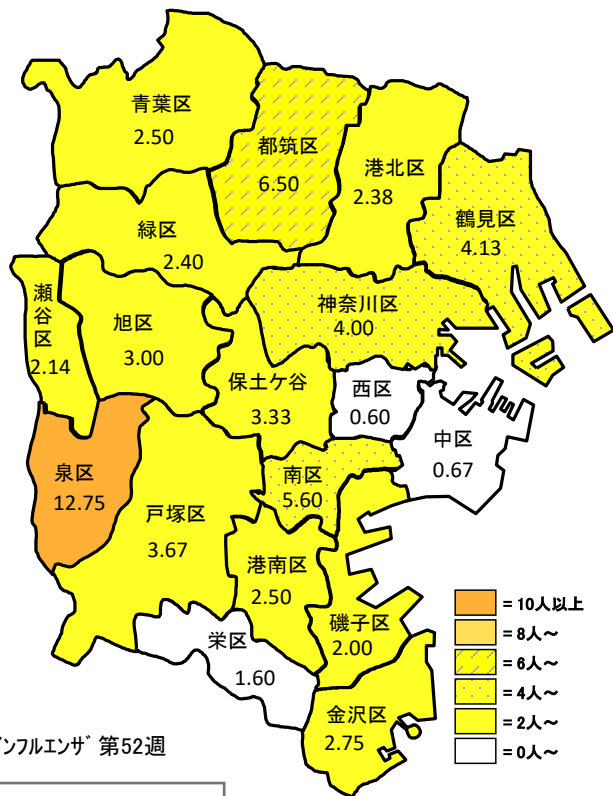 青葉区
2.50
都筑区
6.50
港北区
2.38
鶴見区
4.13
緑区
2.40
瀬谷区
2.14
旭区
3.00
神奈川区
4.00
保土ケ谷
3.33
西区
0.60
中区
0.67
泉区
12.75
南区
5.60
戸塚区
3.67
港南区
2.50
磯子区
2.00
栄区
1.60
金沢区
2.75
= 10人以上
= 8人～
= 6人～
= 4人～
= 2人～
= 0人～
ンフルエンザ 第52週